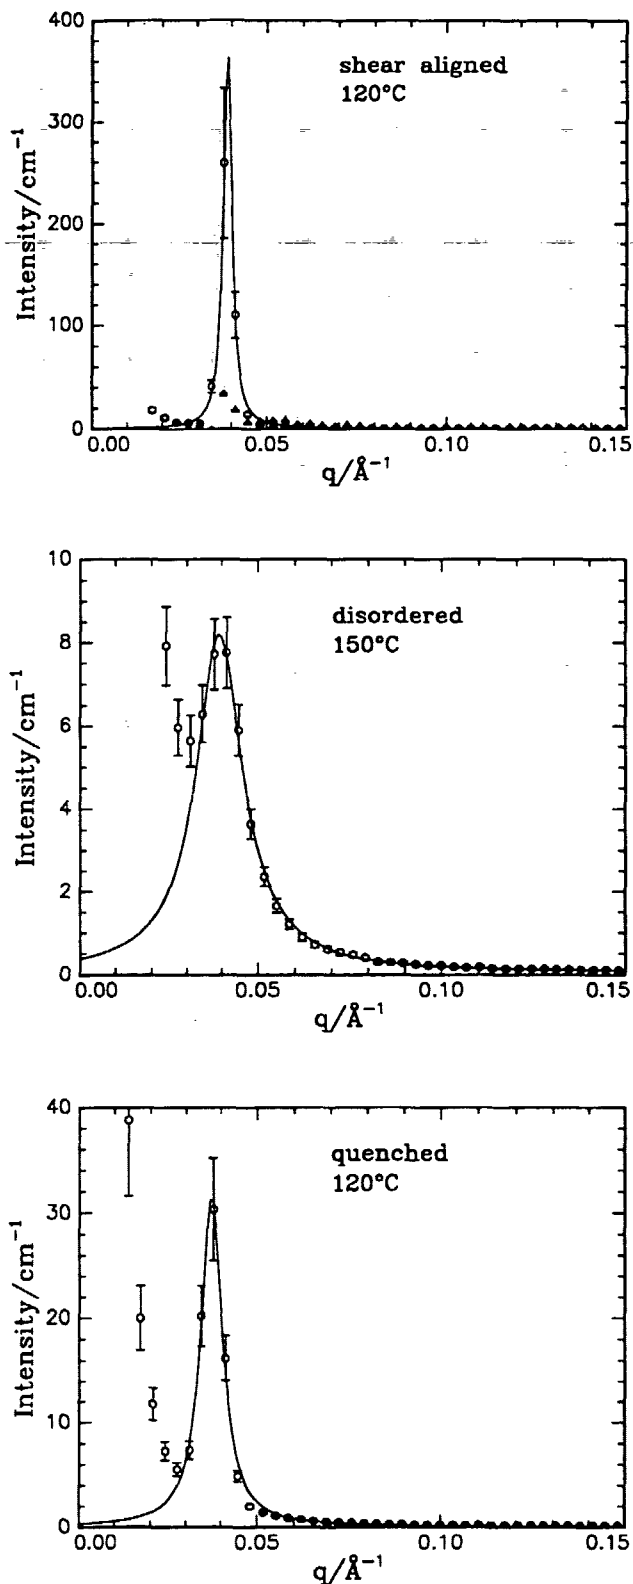 400
300
200
100
0
Intensity/cm⁻¹
shear aligned
120°C
0.00 0.05 0.10 0.15
q/Å⁻¹
10
8
6
4
2
0
Intensity/cm⁻¹
disordered
150°C
0.00 0.05 0.10 0.15
q/Å⁻¹
40
30
20
10
0
Intensity/cm⁻¹
quenched
120°C
0.00 0.05 0.10 0.15
q/Å⁻¹